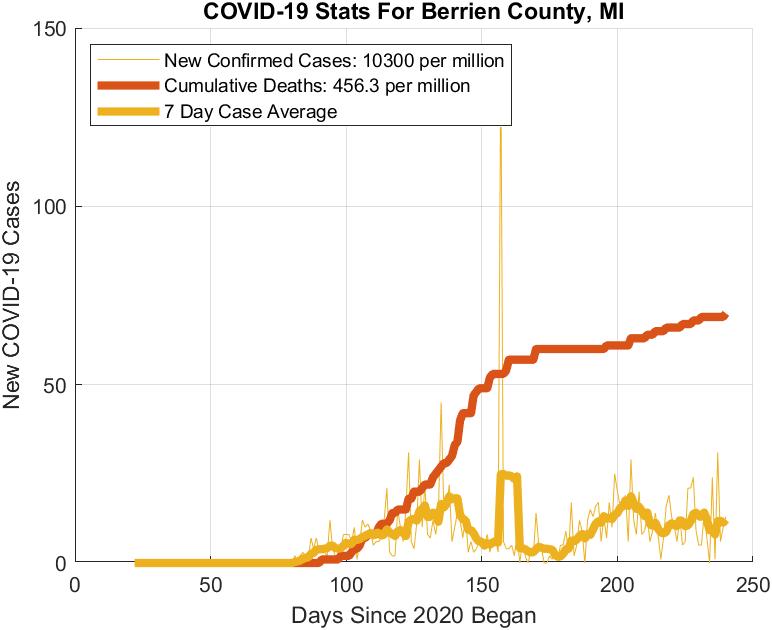 COVID-19 Stats For Berrien County, MI
150
New Confirmed Cases: 10300 per million
Cumulative Deaths: 456.3 per million
7 Day Case Average
100
New COVID-19 Cases
50
0
0 50 100 150 200 250
Days Since 2020 Began